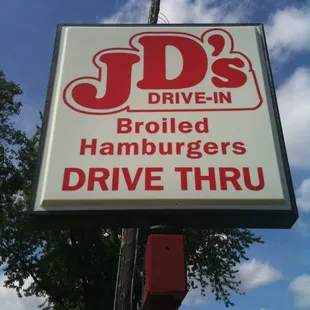 JD's
DRIVE-IN
Broiled
Hamburgers
DRIVE THRU